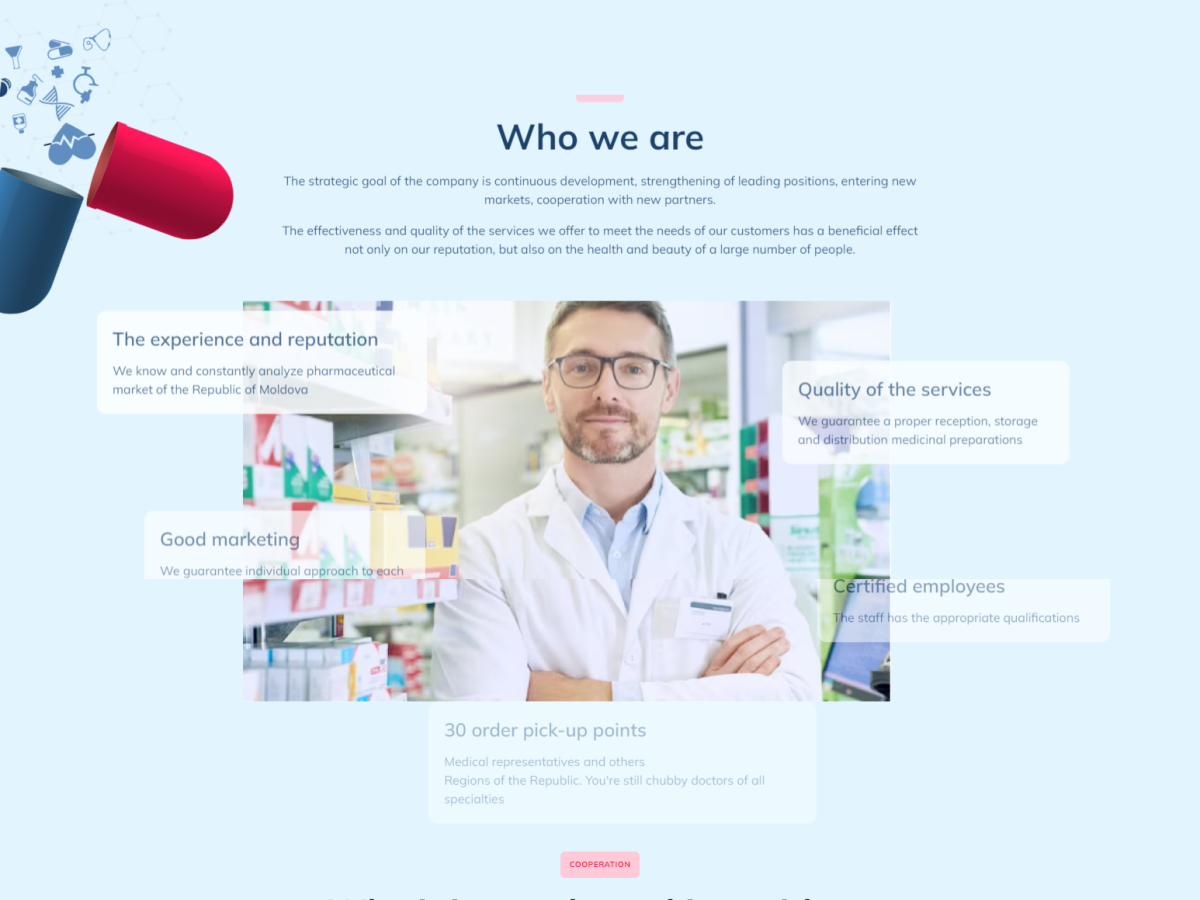 Who we are
The strategic goal of the company is continuous development, strengthening of leading positions, entering new
markets, cooperation with new partners.
The effectiveness and quality of the services we offer to meet the needs of our customers has a beneficial effect
not only on our reputation, but also on the health and beauty of a large number of people.
The experience and reputation
We know and constantly analyze pharmaceutical
market of the Republic of Moldova
Quality of the services
We guarantee a proper reception, storage
and distribution medicinal preparations
Good marketing
We guarantee individual approach to each
Certified employees
The staff has the appropriate qualifications
30 order pick-up points
Medical representatives and others
Regions of the Republic. You're still chubby doctors of all
specialties
COOPERATION